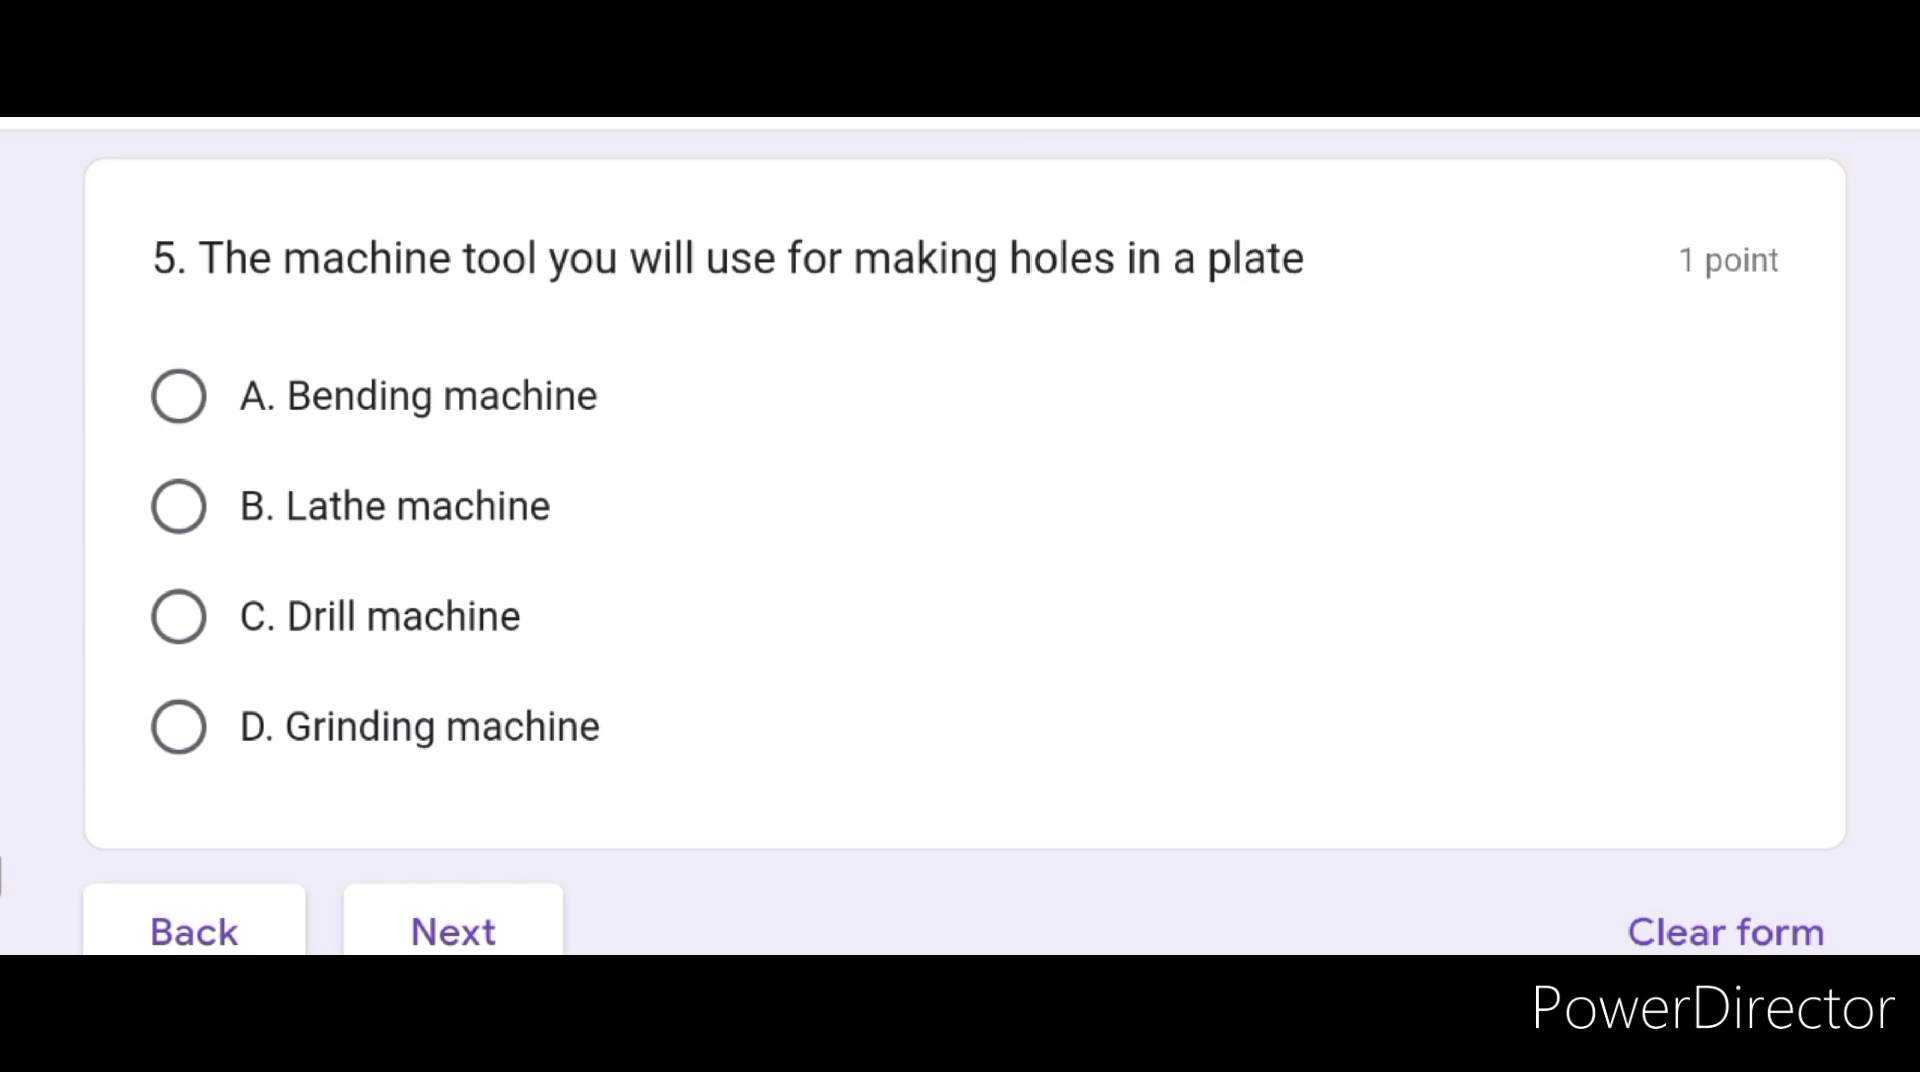 5. The machine tool you will use for making holes in a plate
1 point
A. Bending machine
B. Lathe machine
C. Drill machine
D. Grinding machine
Back
Next
Clear form
PowerDirector